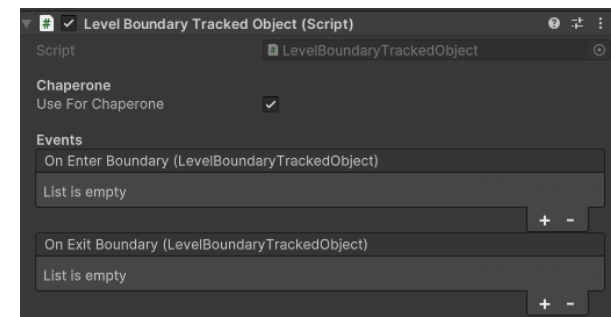 Level Boundary Tracked Object (Script)
Script LevelBoundaryTrackedObject
Chaperone
Use For Chaperone
Events
On Enter Boundary (LevelBoundaryTrackedObject)
List is empty
+ -
On Exit Boundary (LevelBoundaryTrackedObject)
List is empty
+ -